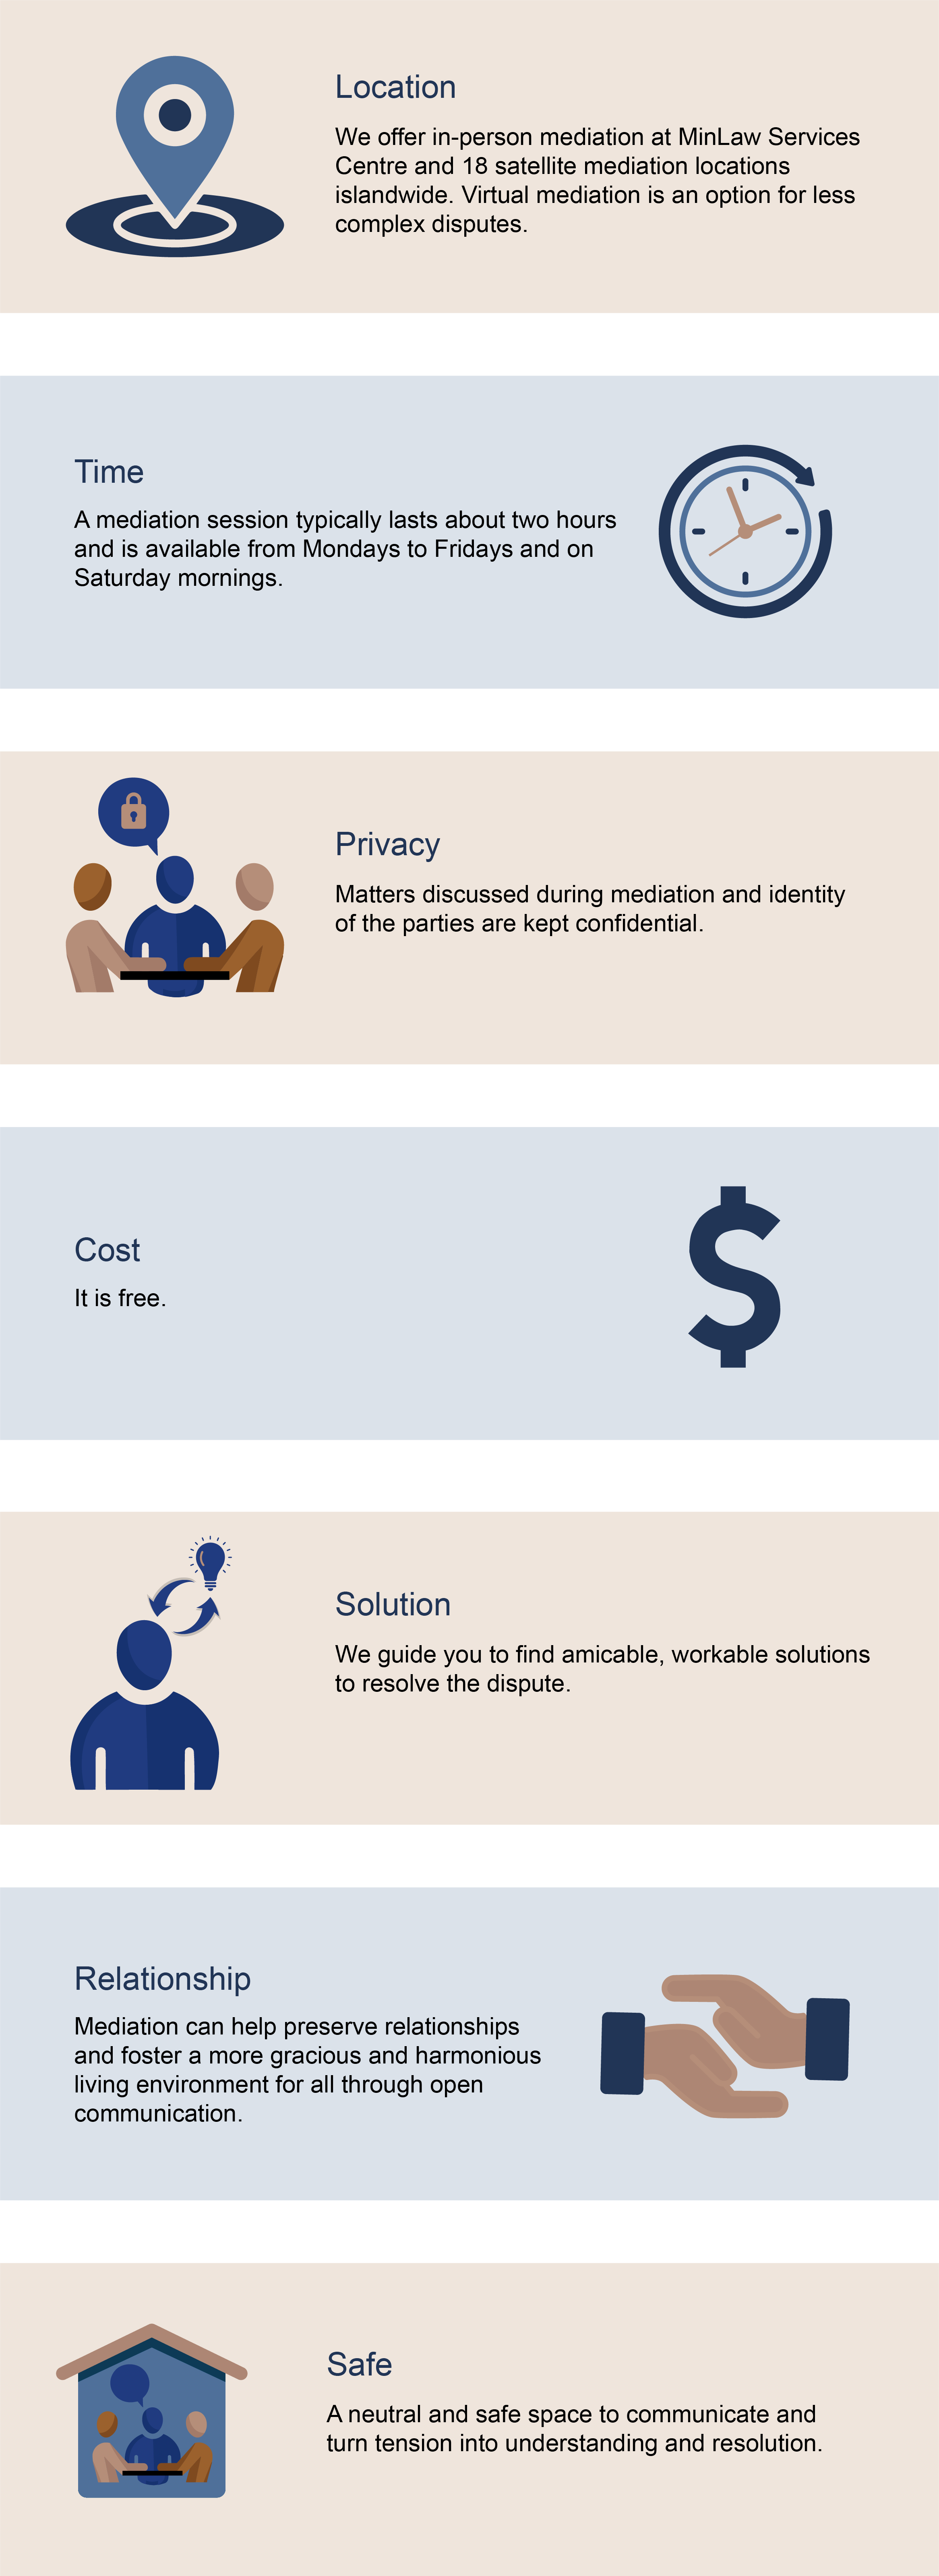 Location
We offer in-person mediation at MinLaw Services
Centre and 18 satellite mediation locations
islandwide. Virtual mediation is an option for less
complex disputes.
Time
A mediation session typically lasts about two hours
and is available from Mondays to Fridays and on
Saturday mornings.
Privacy
Matters discussed during mediation and identity
of the parties are kept confidential.
Cost
It is free.
Solution
We guide you to find amicable, workable solutions
to resolve the dispute.
Relationship
Mediation can help preserve relationships
and foster a more gracious and harmonious
living environment for all through open
communication.
Safe
A neutral and safe space to communicate and
turn tension into understanding and resolution.